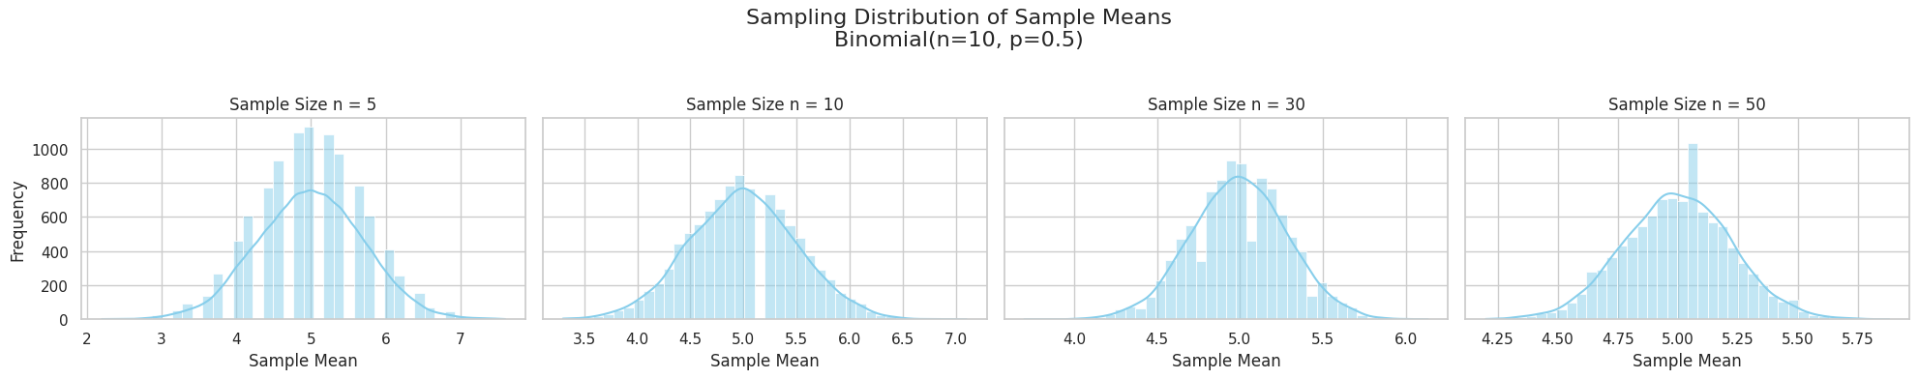 Sampling Distribution of Sample Means
Binomial(n=10, p=0.5)
Sample Size n = 5
Sample Size n = 10
Sample Size n = 30
Sample Size n = 50
Frequency
1000
800
600
400
200
0
2 3 4 5 6 7
3.5 4.0 4.5 5.0 5.5 6.0 6.5 7.0
4.0 4.5 5.0 5.5 6.0
4.25 4.50 4.75 5.00 5.25 5.50 5.75
Sample Mean
Sample Mean
Sample Mean
Sample Mean